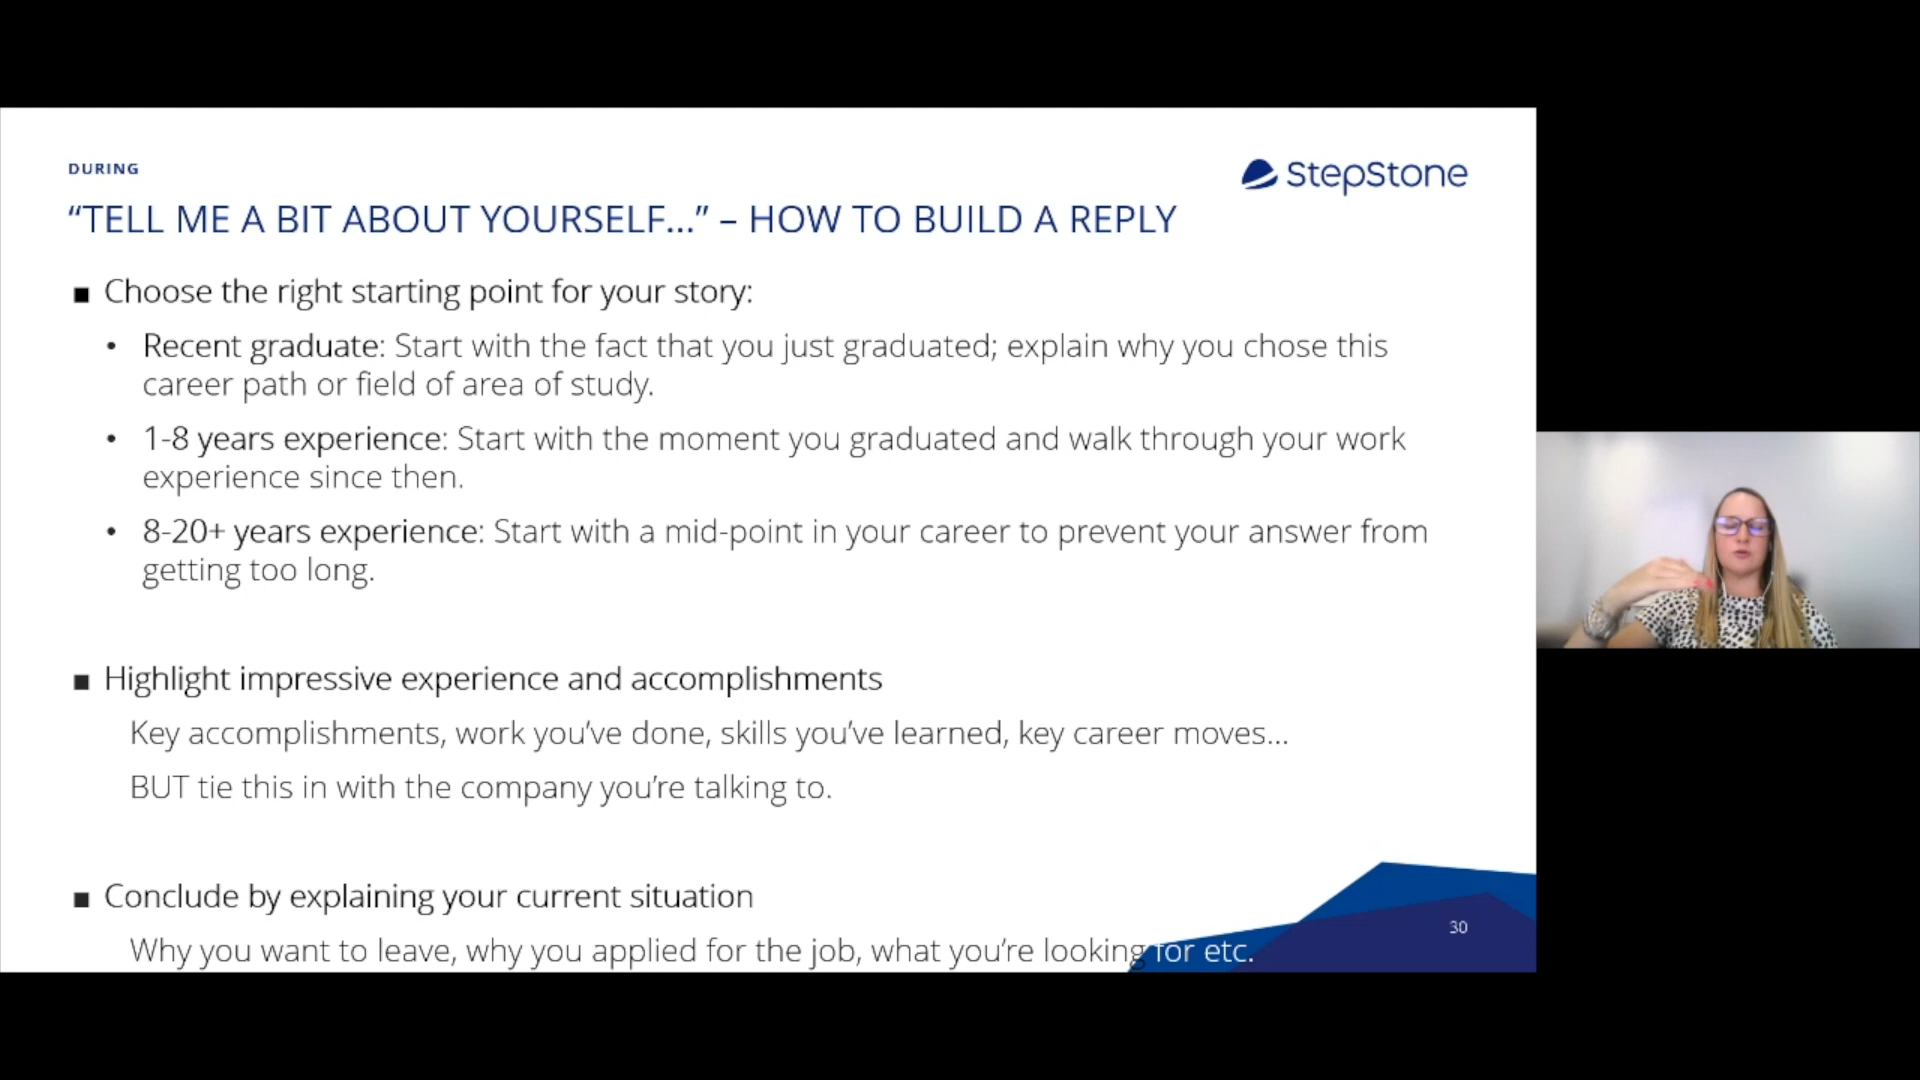 DURING
StepStone
“TELL ME A BIT ABOUT YOURSELF...” – HOW TO BUILD A REPLY
■ Choose the right starting point for your story:
• Recent graduate: Start with the fact that you just graduated; explain why you chose this
career path or field of area of study.
• 1-8 years experience: Start with the moment you graduated and walk through your work
experience since then.
• 8-20+ years experience: Start with a mid-point in your career to prevent your answer from
getting too long.
■ Highlight impressive experience and accomplishments
Key accomplishments, work you’ve done, skills you’ve learned, key career moves...
BUT tie this in with the company you’re talking to.
■ Conclude by explaining your current situation
Why you want to leave, why you applied for the job, what you’re looking for etc.
30